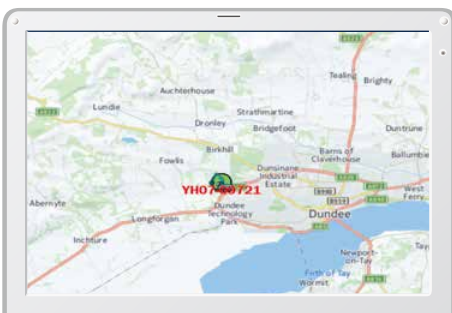 Tealing
Brighty
Auchterhouse
Lundie
Strathmartine
Dronley
Bridgefoot
Duntrune
Birkhill
Barns of
Claverhouse
Ballumbie
Fowlis
Dunsinane
Industrial
Estate
West
Ferry
Abernyte
Longforgan
Dundee
Technology
Park
Dundee
Inchture
Newport-
on-Tay
Tay
Firth of Tay
Wormit